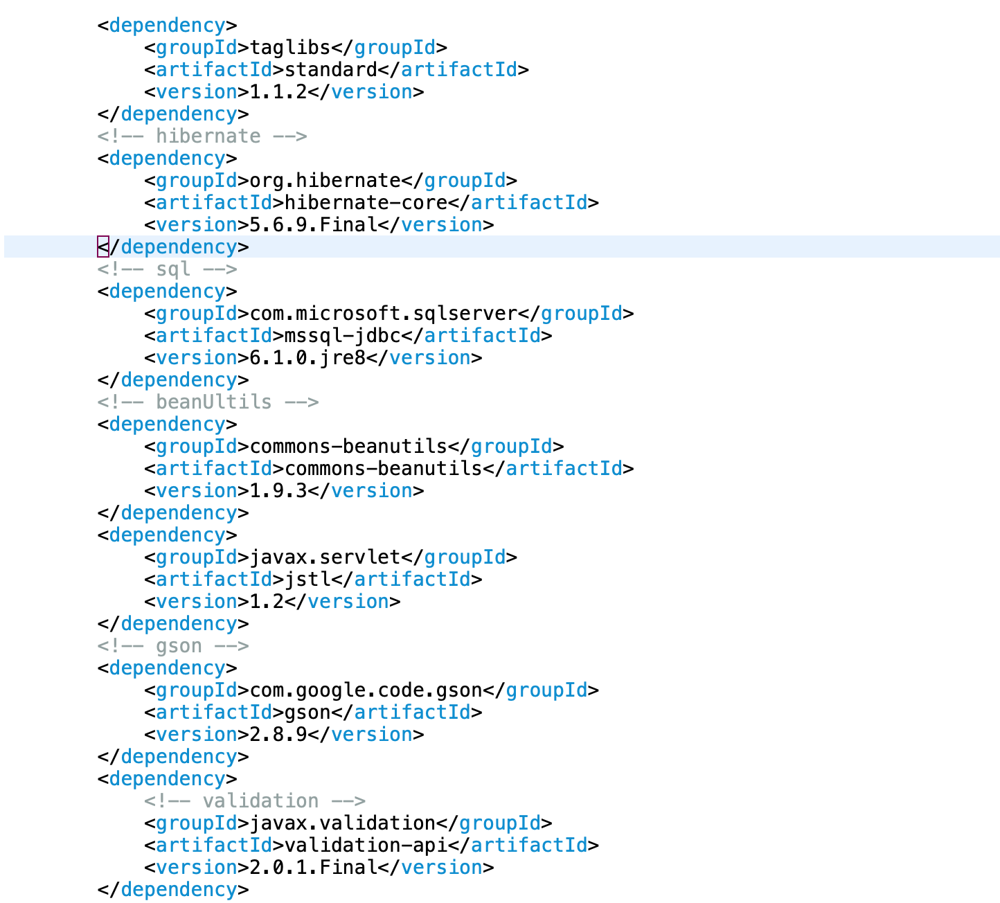 <dependency>
<groupId>taglibs</groupId>
<artifactId>standard</artifactId>
<version>1.1.2</version>
</dependency>
<!-- hibernate -->
<dependency>
<groupId>org.hibernate</groupId>
<artifactId>hibernate-core</artifactId>
<version>5.6.9.Final</version>
</dependency>
<!-- sql -->
<dependency>
<groupId>com.microsoft.sqlserver</groupId>
<artifactId>mssql-jdbc</artifactId>
<version>6.1.0.jre8</version>
</dependency>
<!-- beanUltils -->
<dependency>
<groupId>commons-beanutils</groupId>
<artifactId>commons-beanutils</artifactId>
<version>1.9.3</version>
</dependency>
<dependency>
<groupId>javax.servlet</groupId>
<artifactId>jstl</artifactId>
<version>1.2</version>
</dependency>
<!-- gson -->
<dependency>
<groupId>com.google.code.gson</groupId>
<artifactId>gson</artifactId>
<version>2.8.9</version>
</dependency>
<dependency>
<!-- validation -->
<groupId>javax.validation</groupId>
<artifactId>validation-api</artifactId>
<version>2.0.1.Final</version>
</dependency>